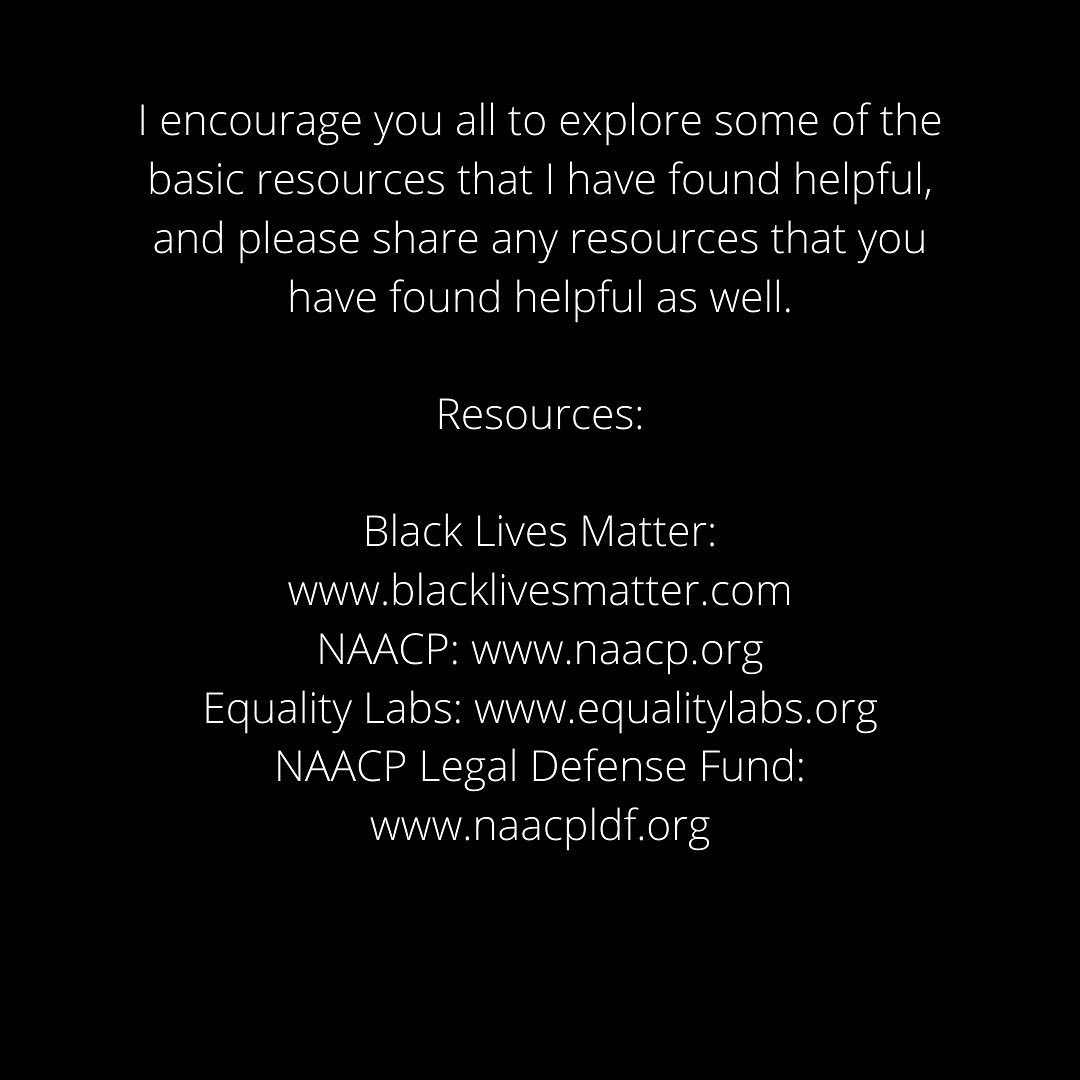 I encourage you all to explore some of the
basic resources that I have found helpful,
and please share any resources that you
have found helpful as well.
Resources:
Black Lives Matter:
www.blacklivesmatter.com
NAACP: www.naacp.org
Equality Labs: www.equalitylabs.org
NAACP Legal Defense Fund:
www.naacpldf.org